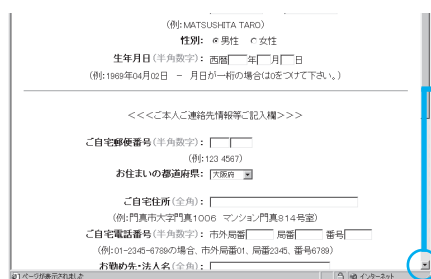 (例: MATSUSHITA TARO)
性別: 男性 女性
生年月日(半角数字): 西暦 年 月 日
(例:1969年04月02日 - 月日が一桁の場合は0をつけて下さい。)
<<<ご本人ご連絡先情報等ご記入欄>>>
ご自宅郵便番号(半角数字):
(例:123 4567)
お住まいの都道府県: 大阪府
ご自宅住所(全角):
(例:門真市大字門真1006 マンション門真814号室)
ご自宅電話番号(半角数字): 市外局番 局番 番号
(例:01-2345-6789の場合、市外局番01、局番2345、番号6789)
お勤め先・法人名(全角):
ページが表示されました インターネット